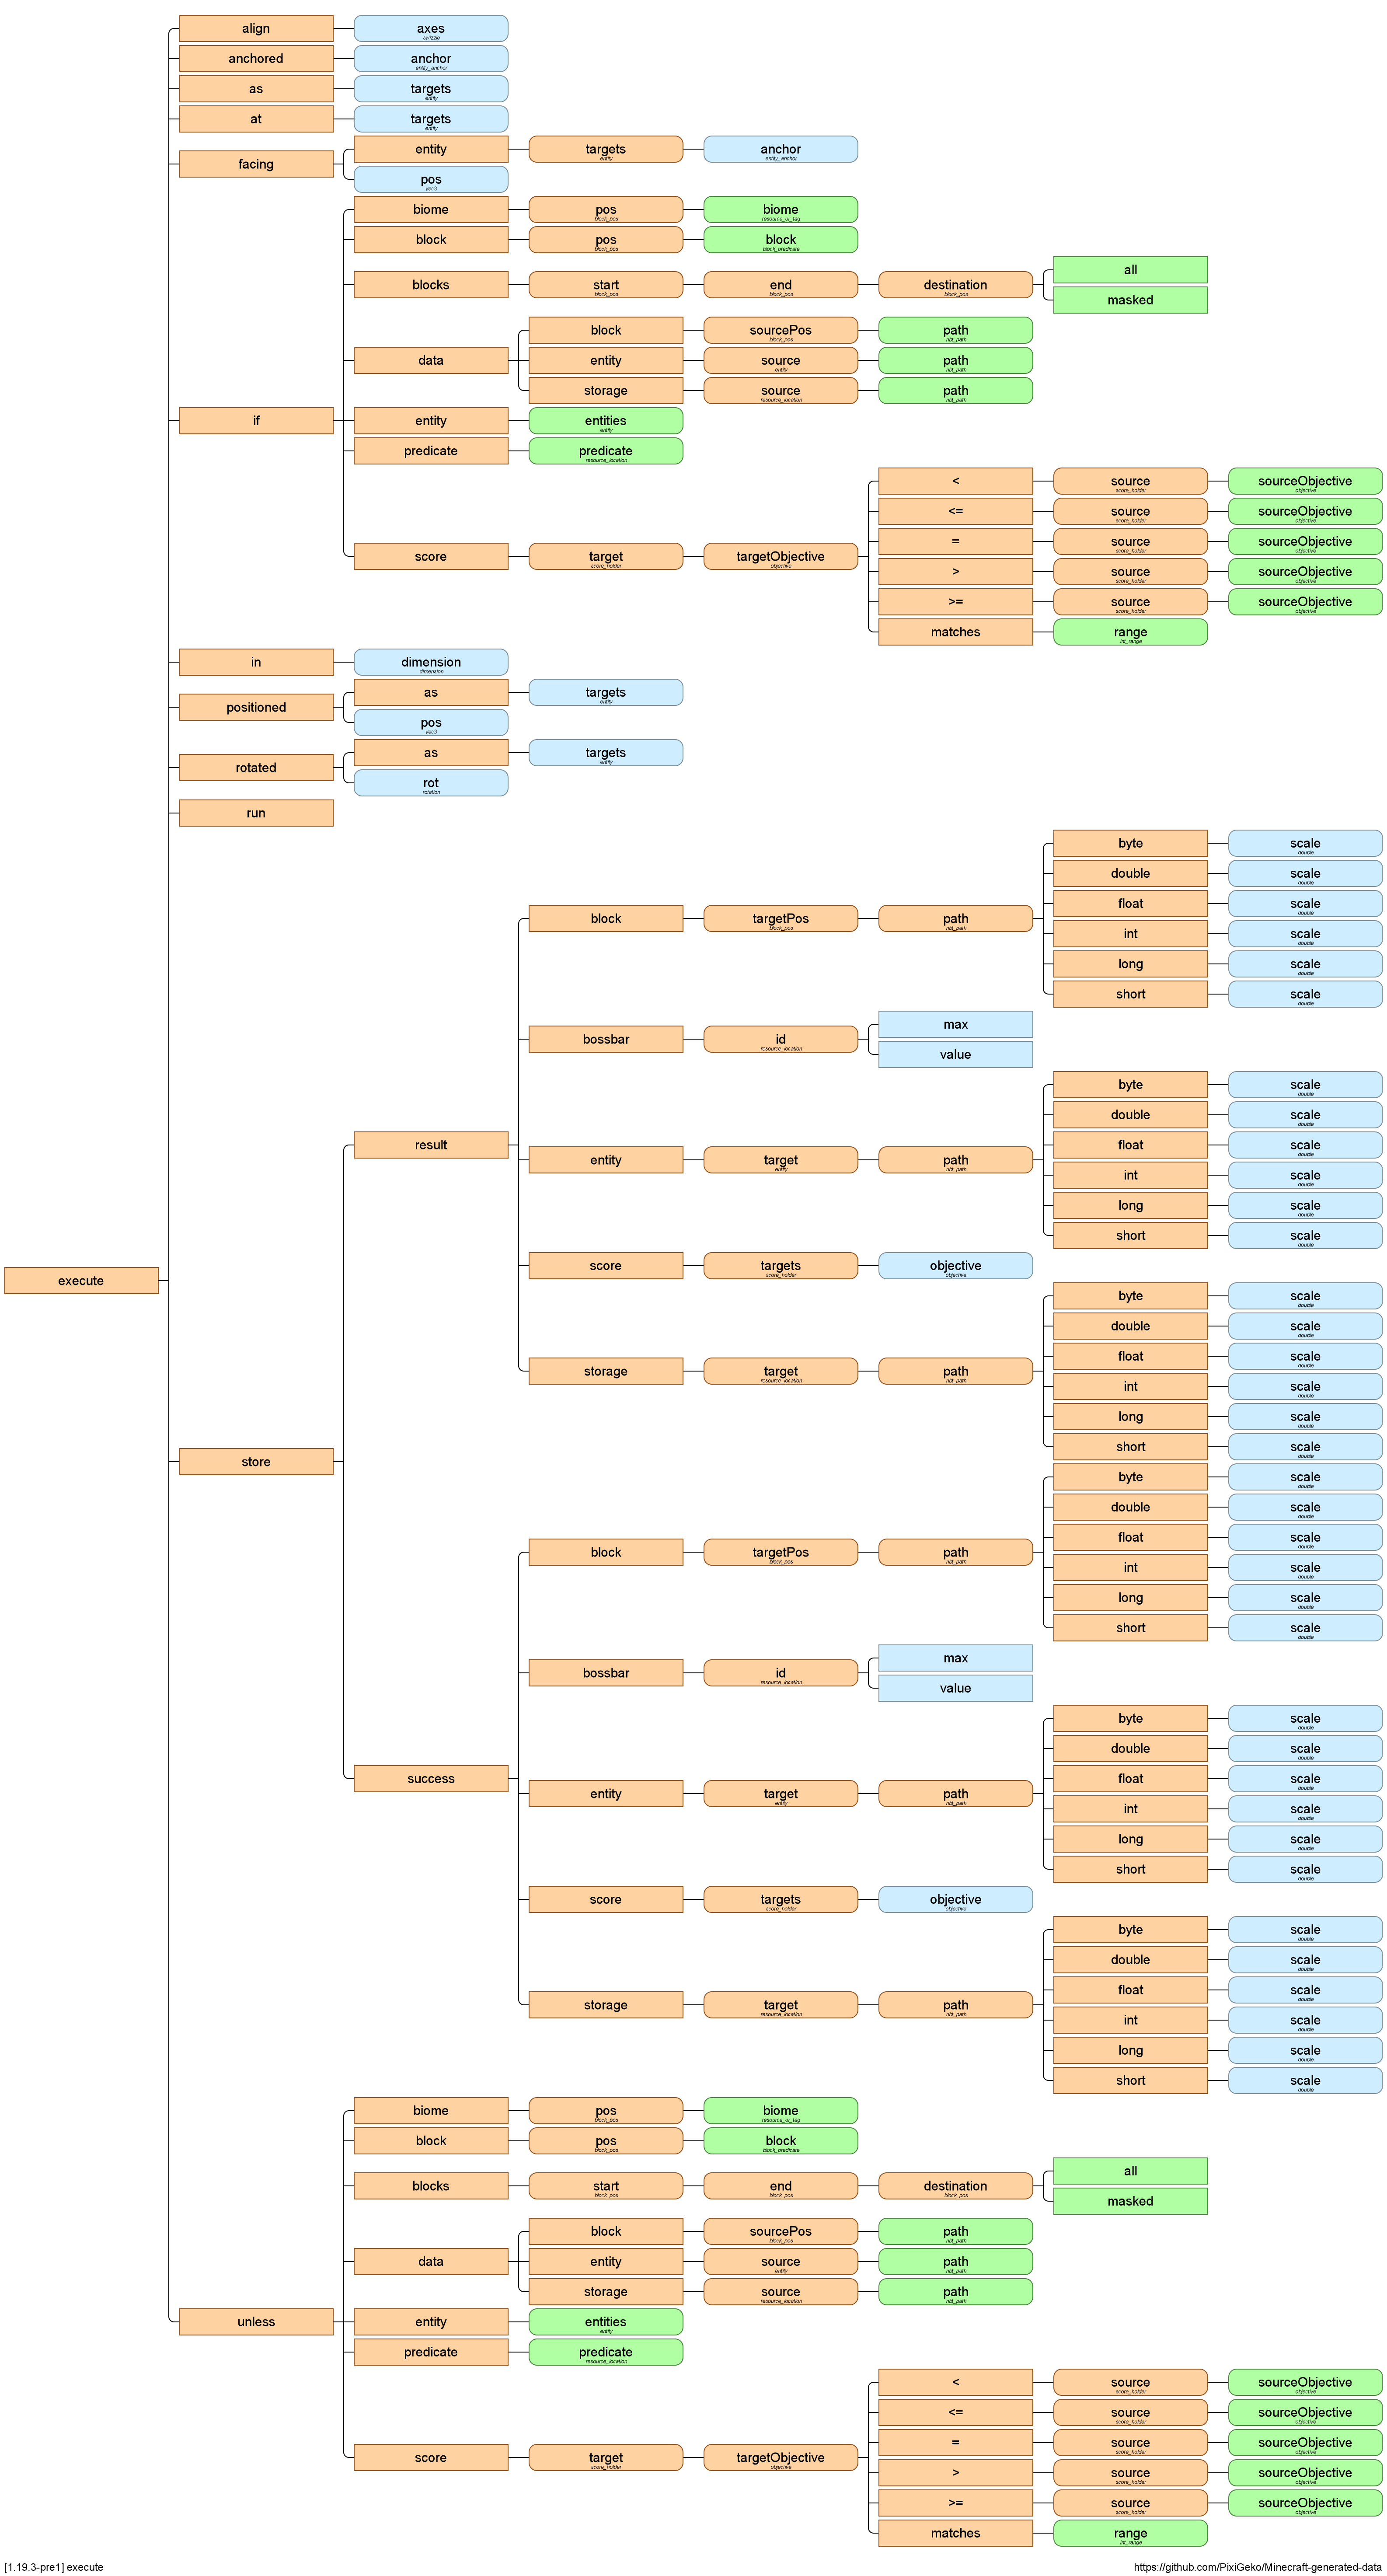 align axes
swizzle
anchored anchor
entity_anchor
as targets
entity
at targets
entity
entity targets anchor
entity entity_anchor
facing
pos
vec3
biome pos biome
block_pos resource_or_tag
block pos block
block_pos block_predicate
all
blocks start end destination
block_pos block_pos block_pos
masked
block sourcePos path
block_pos nbt_path
data entity source path
entity nbt_path
storage source path
resource_location nbt_path
if entity entities
entity
predicate predicate
resource_location
< source sourceObjective
score_holder objective
<= source sourceObjective
score_holder objective
= source sourceObjective
score_holder objective
score target targetObjective
score_holder objective
> source sourceObjective
score_holder objective
>= source sourceObjective
score_holder objective
matches range
int_range
in dimension
dimension
as targets
entity
positioned
pos
vec3
as targets
entity
rotated
rot
rotation
run
byte scale
double
double scale
double
float scale
double
block targetPos path
block_pos nbt_path
int scale
double
long scale
double
short scale
double
max
bossbar id
resource_location
value
byte scale
double
double scale
double
result float scale
double
entity target path
entity nbt_path
int scale
double
long scale
double
short scale
double
score targets objective
score_holder objective
execute
byte scale
double
double scale
double
float scale
double
storage target path
resource_location nbt_path
int scale
double
long scale
double
short scale
double
store
byte scale
double
double scale
double
float scale
double
block targetPos path
block_pos nbt_path
int scale
double
long scale
double
short scale
double
max
bossbar id
resource_location
value
byte scale
double
double scale
double
success float scale
double
entity target path
entity nbt_path
int scale
double
long scale
double
short scale
double
score targets objective
score_holder objective
byte scale
double
double scale
double
float scale
double
storage target path
resource_location nbt_path
int scale
double
long scale
double
short scale
double
biome pos biome
block_pos resource_or_tag
block pos block
block_pos block_predicate
all
blocks start end destination
block_pos block_pos block_pos
masked
block sourcePos path
block_pos nbt_path
data entity source path
entity nbt_path
storage source path
resource_location nbt_path
unless entity entities
entity
predicate predicate
resource_location
< source sourceObjective
score_holder objective
<= source sourceObjective
score_holder objective
= source sourceObjective
score_holder objective
score target targetObjective
score_holder objective
> source sourceObjective
score_holder objective
>= source sourceObjective
score_holder objective
matches range
int_range
[1.19.3-pre1] execute https://github.com/PixiGeko/Minecraft-generated-data